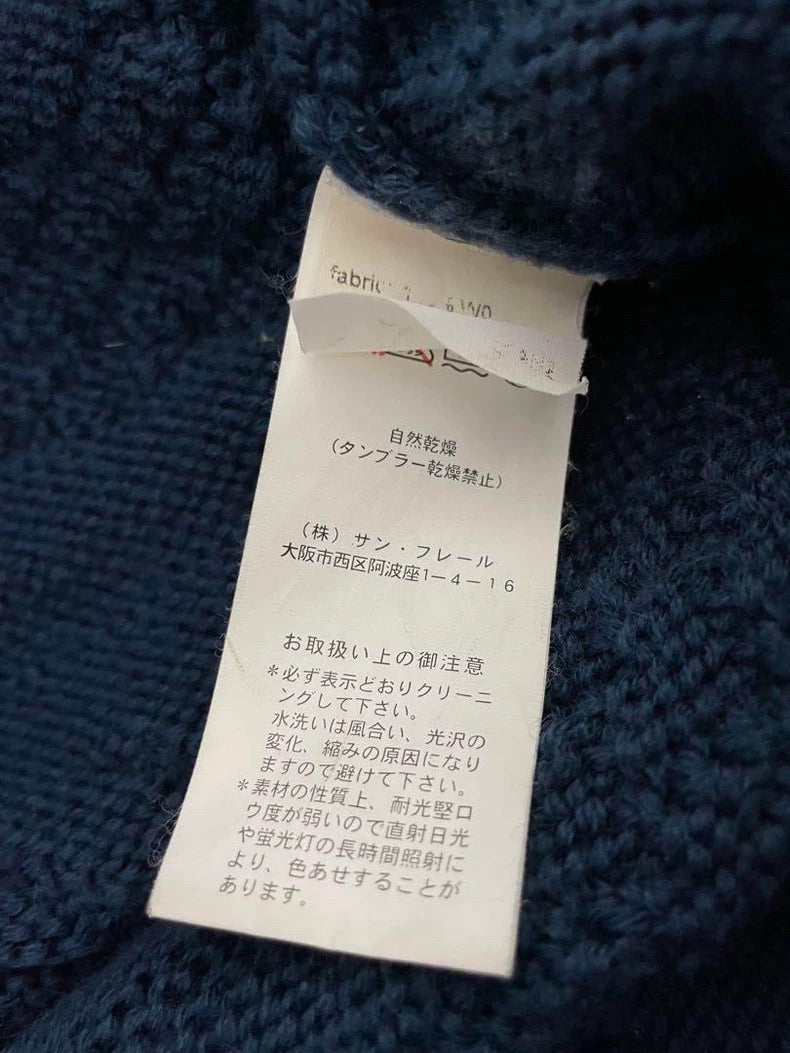 fabric
自然乾燥
(タンブラー乾燥禁止)
(株) サン・フレール
大阪市西区阿波座1-4-16
お取扱い上の御注意
*必ず表示どおりクリーニ
ングして下さい。
水洗いは風合い、光沢の
変化、縮みの原因になり
ますので避けて下さい。
*素材の性質上、耐光堅ロ
ウ度が弱いので直射日光
や蛍光灯の長時間照射に
より、色あせすることが
あります。